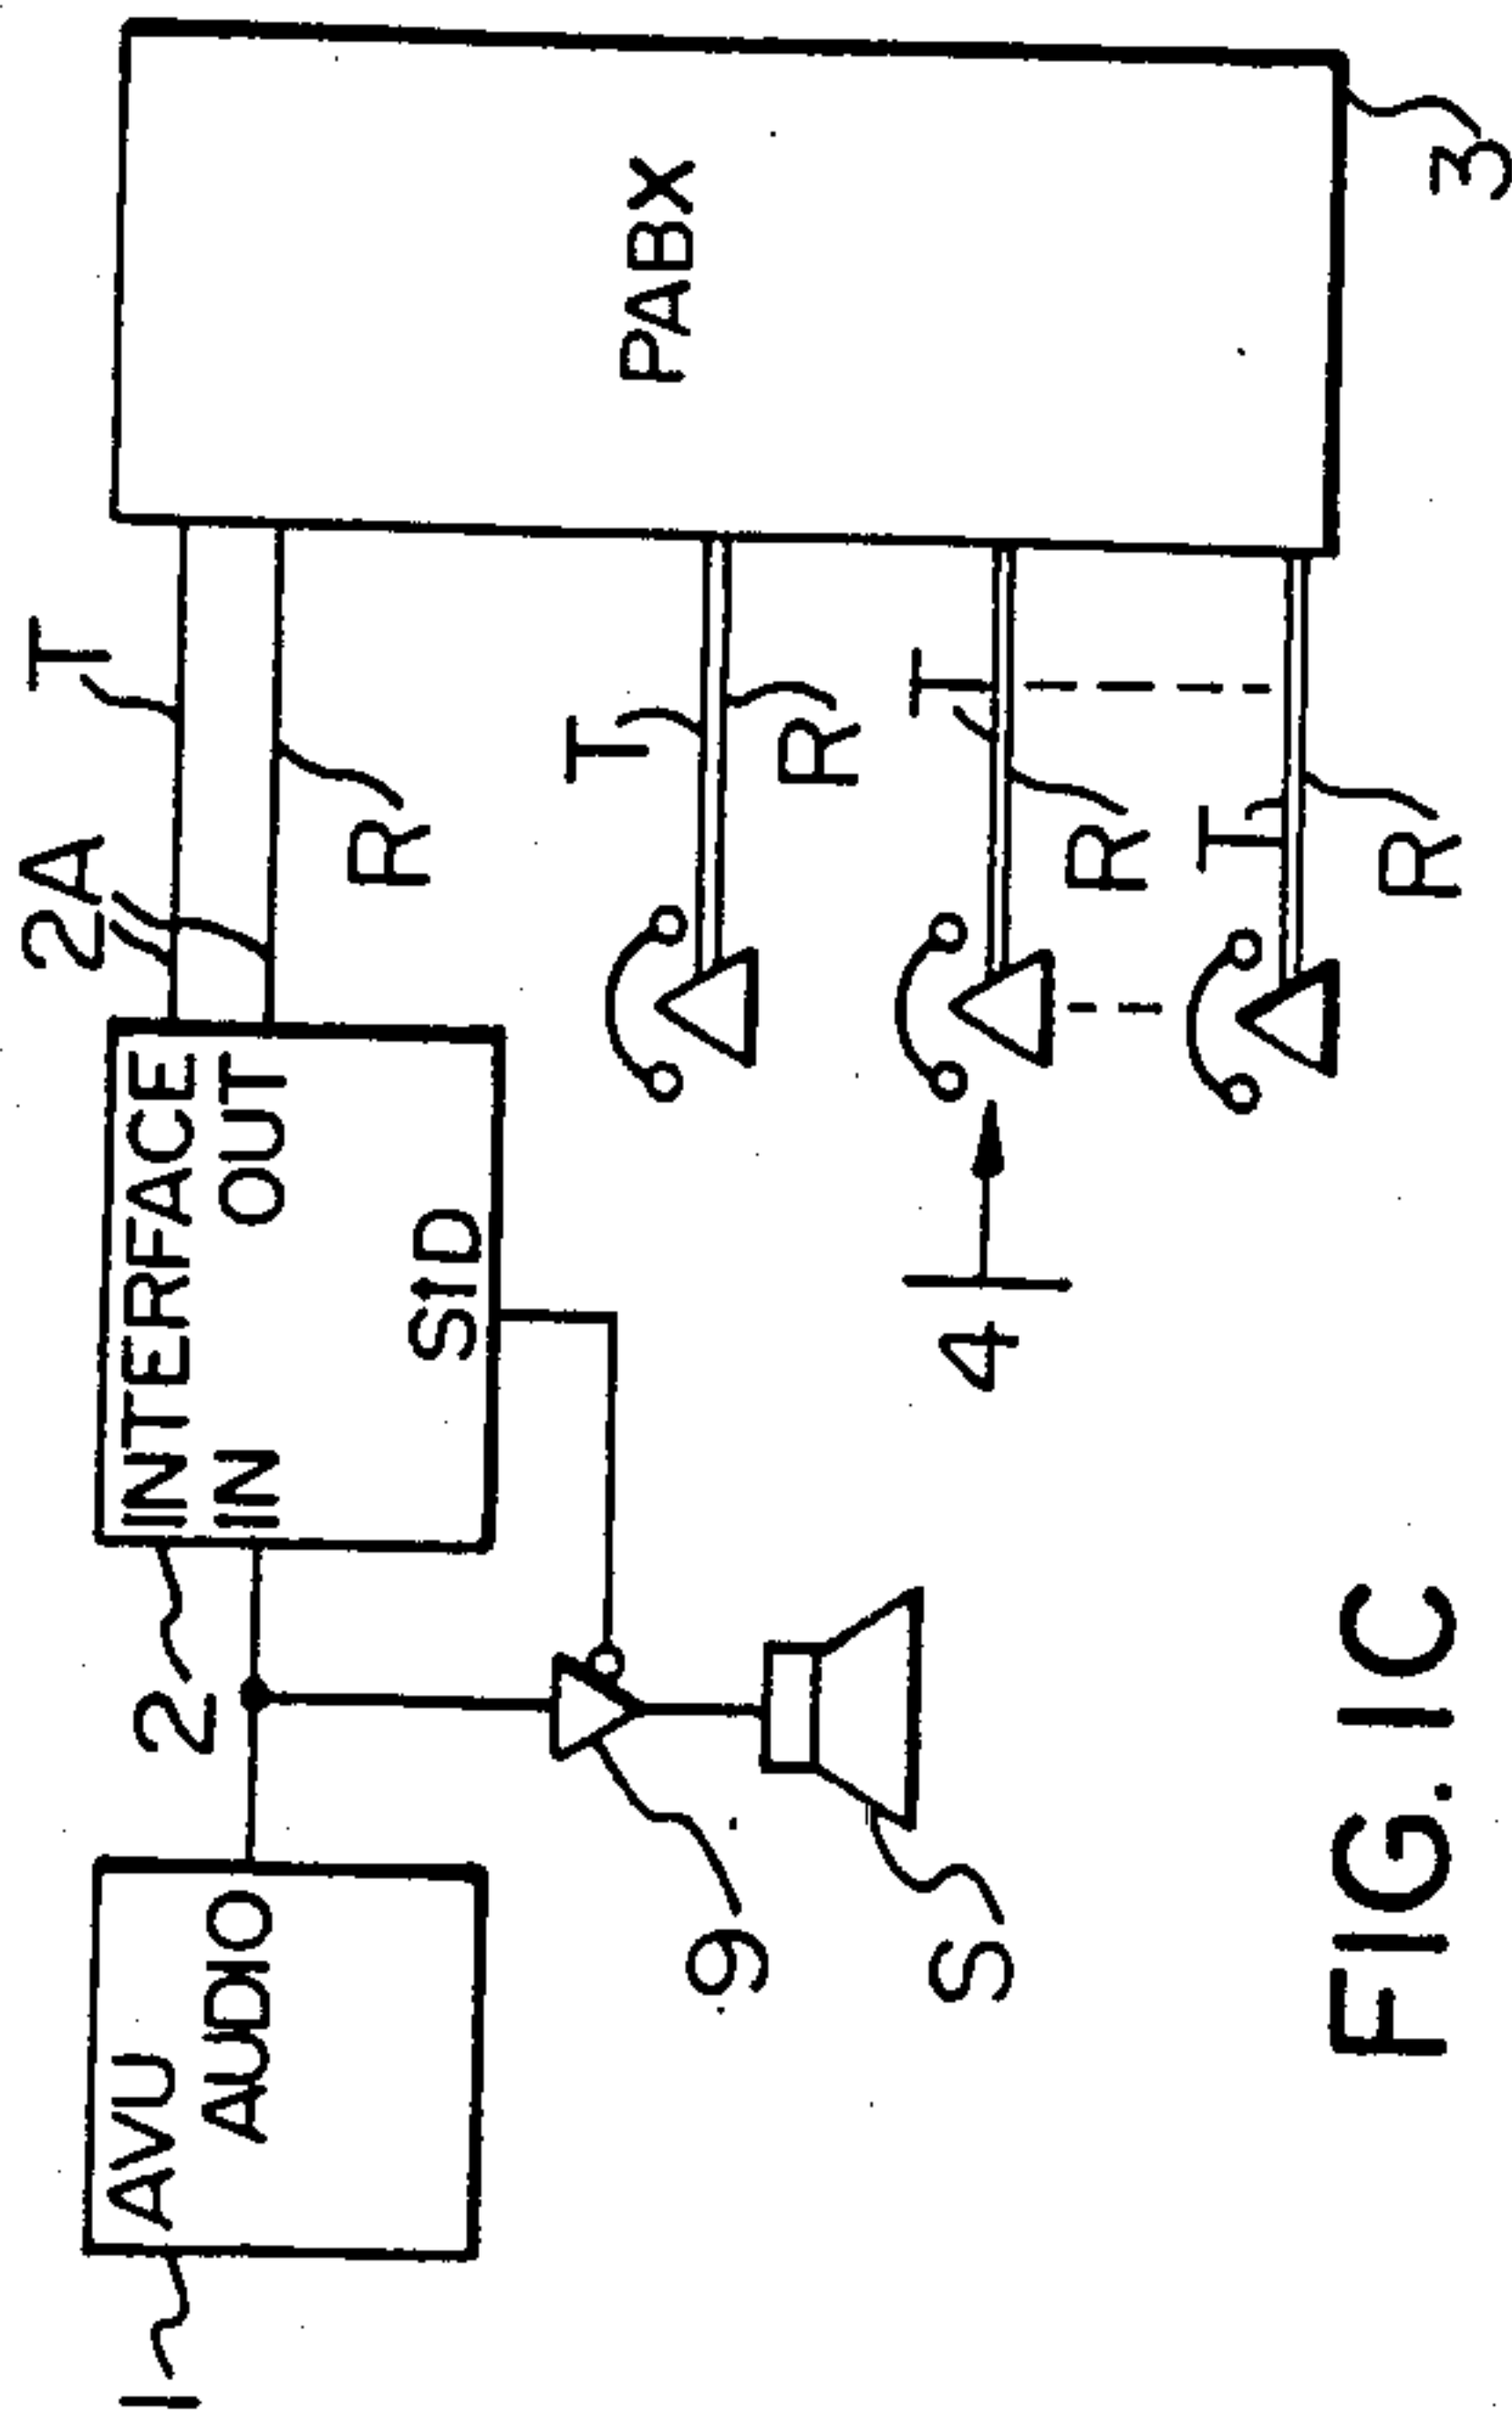 2A
T
INTERFACE
IN
OUT
SID
2
AVU
AUDIO
1
R
PABX
T
R
T
R
T
R
4
9
S
3
FIG. 1C